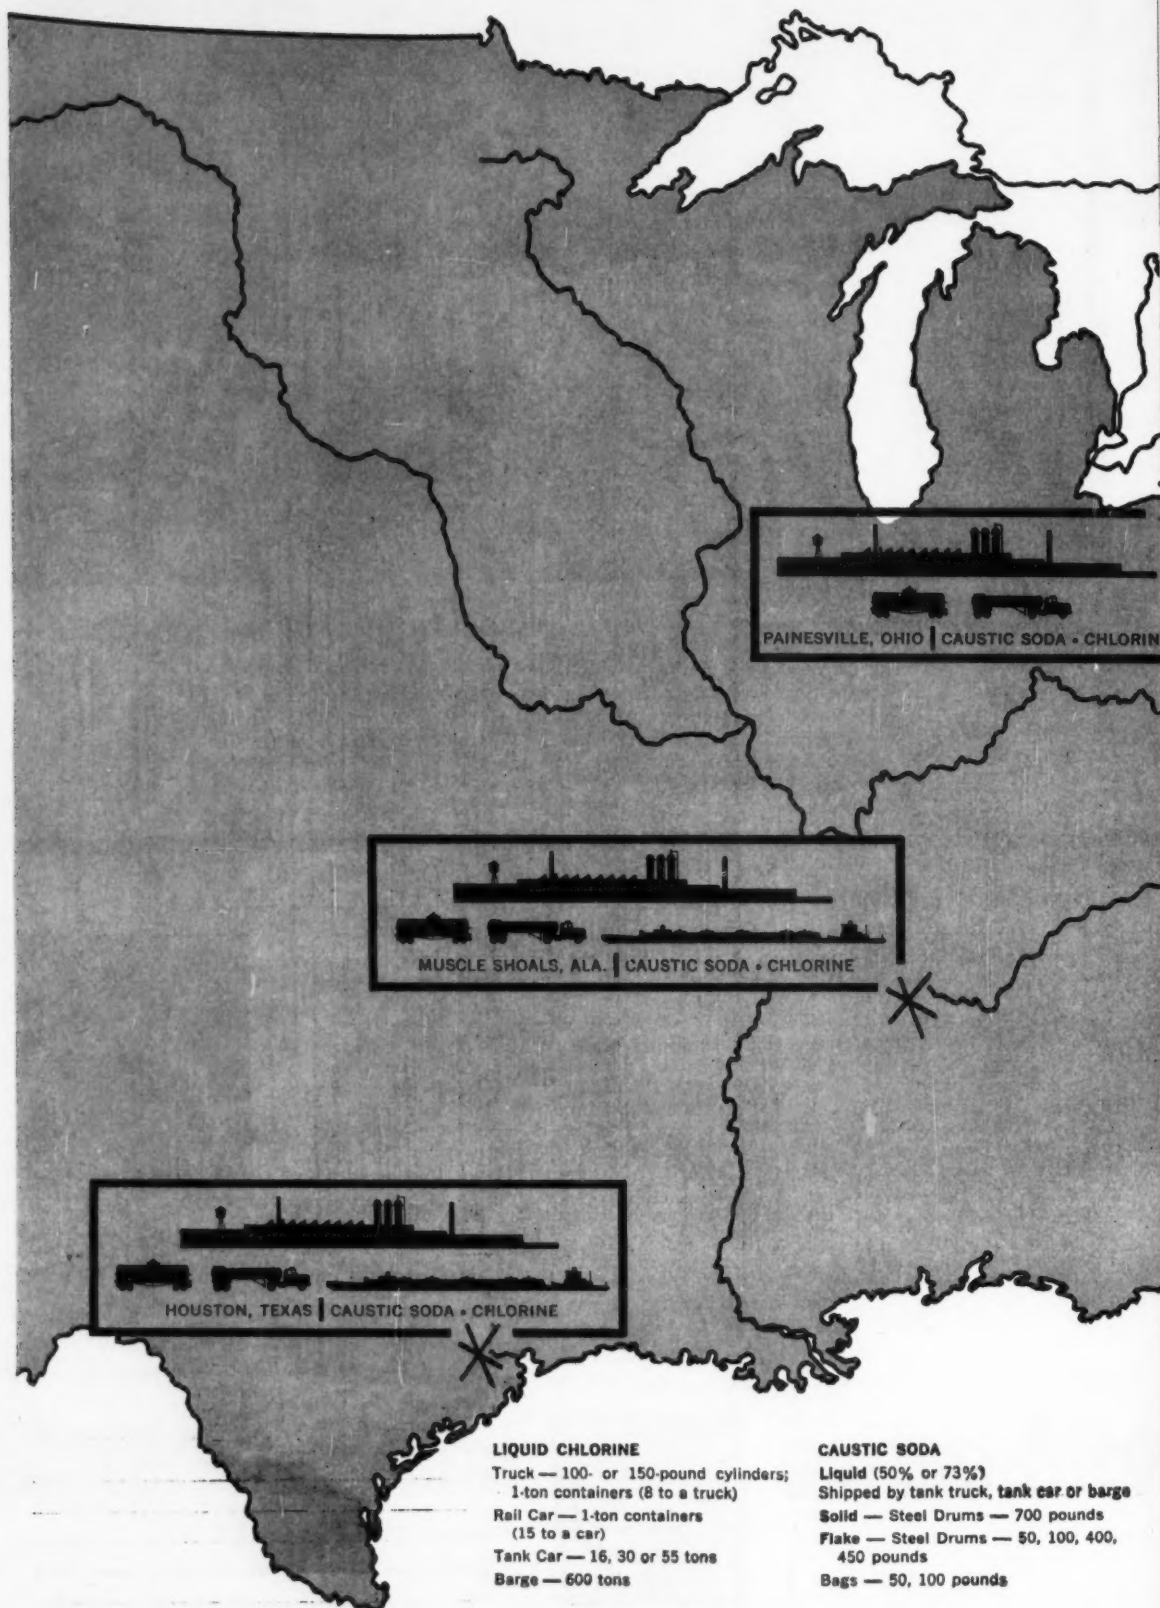 PAINESVILLE, OHIO | CAUSTIC SODA • CHLORIN
MUSCLE SHOALS, ALA. | CAUSTIC SODA • CHLORINE
HOUSTON, TEXAS | CAUSTIC SODA • CHLORINE
LIQUID CHLORINE
Truck — 100- or 150-pound cylinders;
1-ton containers (8 to a truck)
Rail Car — 1-ton containers
(15 to a car)
Tank Car — 16, 30 or 55 tons
Barge — 600 tons
CAUSTIC SODA
Liquid (50% or 73%)
Shipped by tank truck, tank car or barge
Solid — Steel Drums — 700 pounds
Flake — Steel Drums — 50, 100, 400,
450 pounds
Bags — 50, 100 pounds